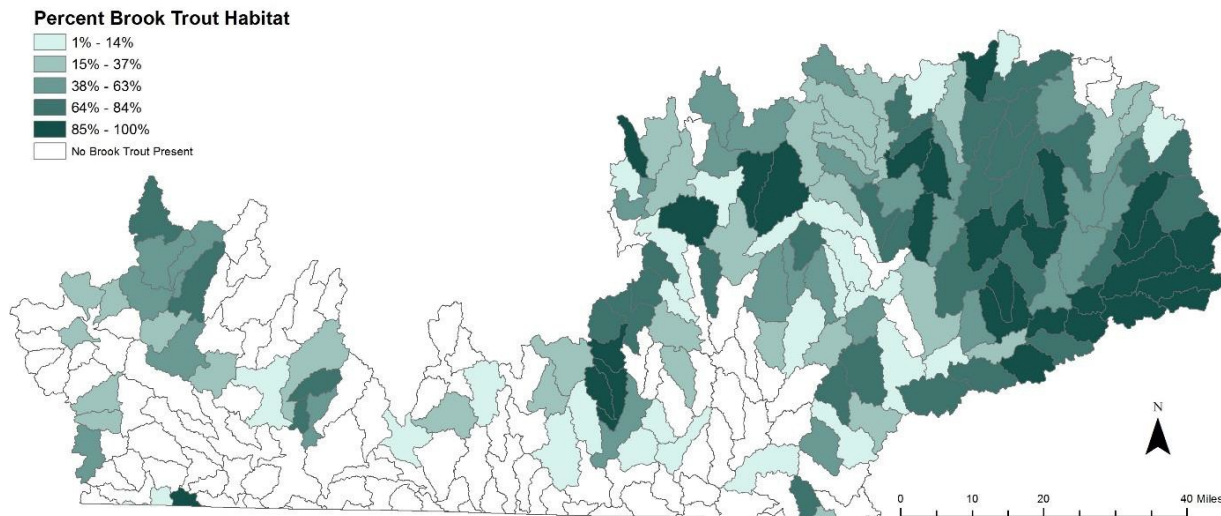 Percent Brook Trout Habitat
1% - 14%
15% - 37%
38% - 63%
64% - 84%
85% - 100%
No Brook Trout Present
N
0 10 20 40 Miles